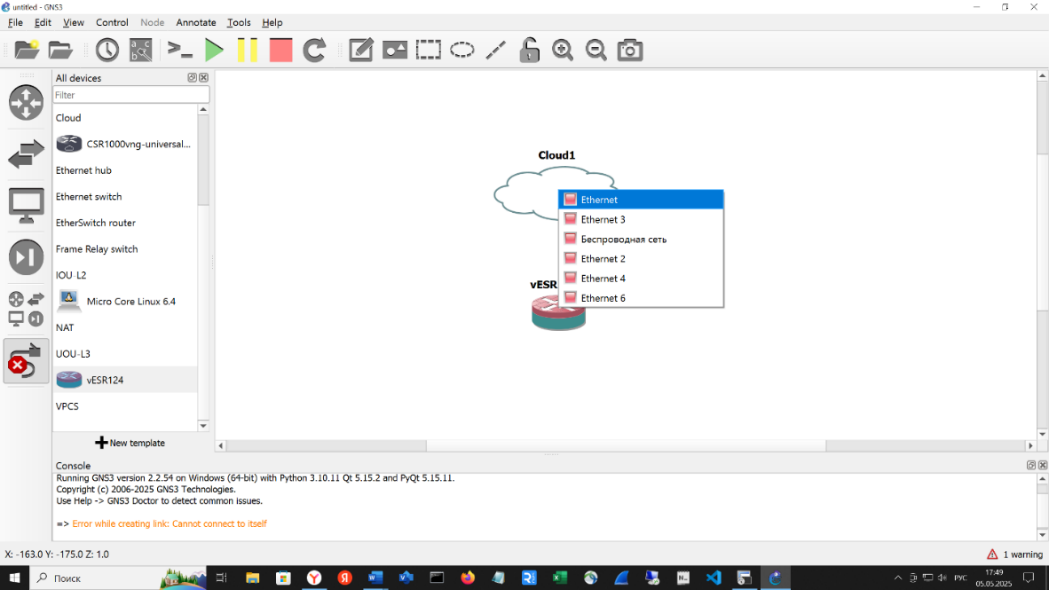 untitled - GNS3
File Edit View Control Node Annotate Tools Help
All devices
Filter
Cloud
CSR1000vng-universal...
Ethernet hub
Ethernet switch
EtherSwitch router
Frame Relay switch
IOU-L2
Micro Core Linux 6.4
NAT
UOU-L3
vESR124
VPCS
New template
Cloud1
Ethernet
Ethernet 3
Беспроводная сеть
Ethernet 2
Ethernet 4
Ethernet 6
vESR
Console
Running GNS3 version 2.2.54 on Windows (64-bit) with Python 3.10.11 Qt 5.15.2 and PyQt 5.15.11.
Copyright (c) 2006-2025 GNS3 Technologies.
Use Help -> GNS3 Doctor to detect common issues.
=> Error while creating link: Cannot connect to itself
X: -163.0 Y: -175.0 Z: 1.0
1 warning
Поиск
РУС
17:49
05.05.2025